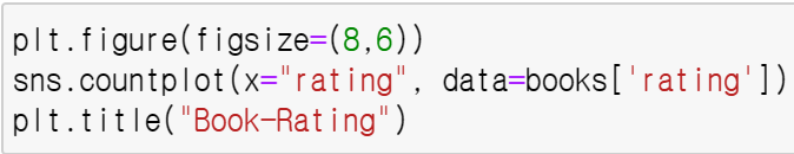 plt.figure(figsize=(8,6))
sns.countplot(x="rating", data=books['rating'])
plt.title("Book-Rating")